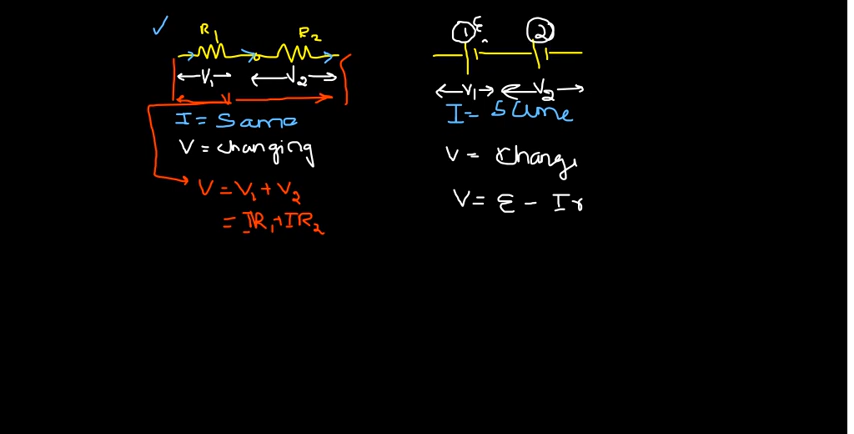 R₁ R₂
V₁ V₂
V
I = Same
V = changing
V = V₁ + V₂
= IR₁ + IR₂
① ε ②
V₁ V₂
I = Same
V = Chang
V = ε - Ir